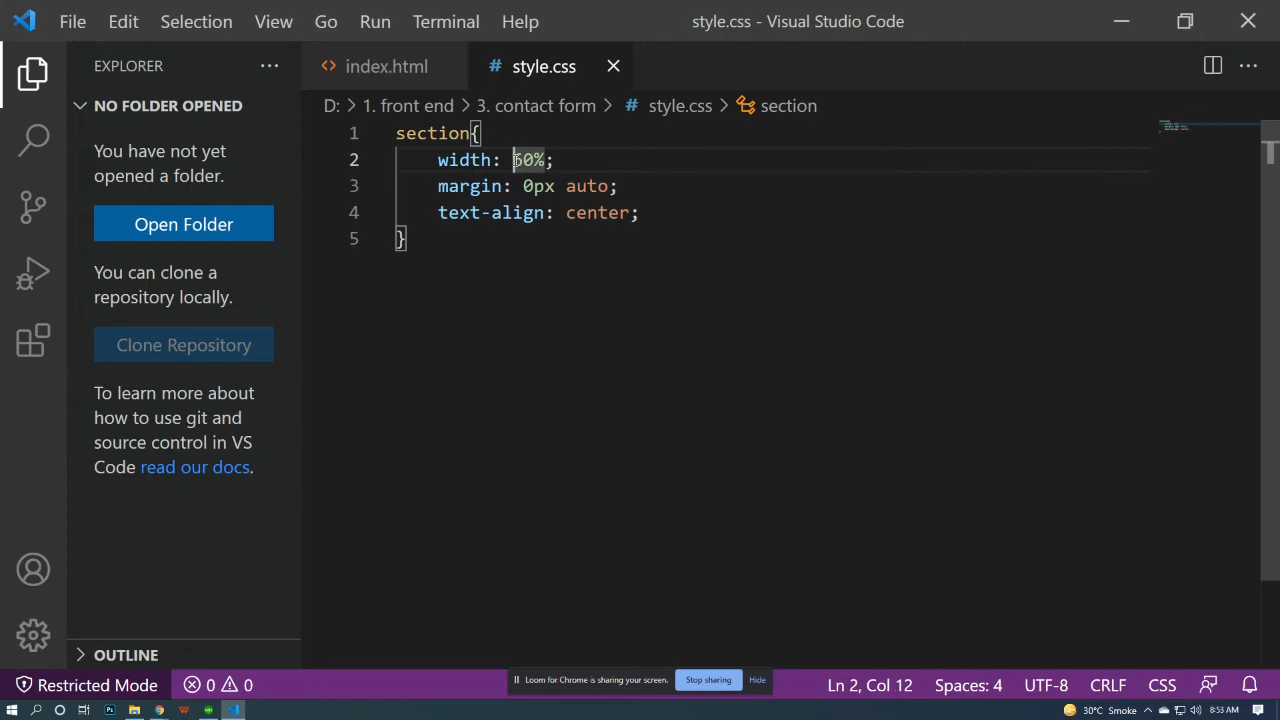 File Edit Selection View Go Run Terminal Help style.css - Visual Studio Code
EXPLORER
NO FOLDER OPENED
You have not yet
opened a folder.
Open Folder
You can clone a
repository locally.
Clone Repository
To learn more about
how to use git and
source control in VS
Code read our docs.
OUTLINE
index.html # style.css
D: > 1. front end > 3. contact form > # style.css > section
1 section{
2 width: 60%;
3 margin: 0px auto;
4 text-align: center;
5 }
Restricted Mode 0 0 Ln 2, Col 12 Spaces: 4 UTF-8 CRLF CSS
Loom for Chrome is sharing your screen. Stop sharing Hide
30°C Smoke 8:53 AM